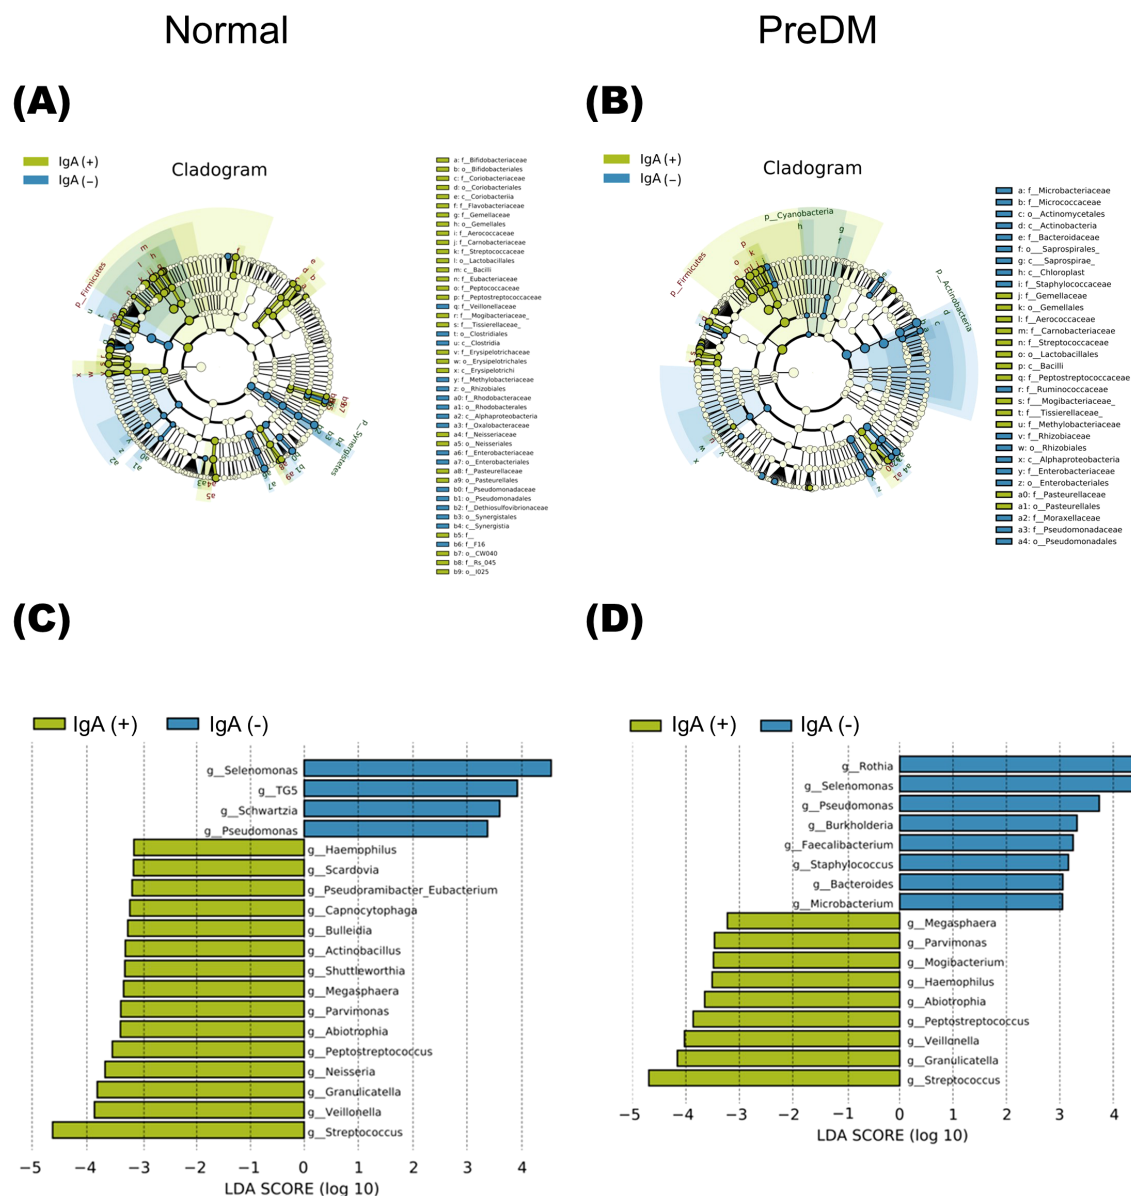 Normal
PreDM
(A)
(B)
IgA (+)
IgA (−)
Cladogram
p__Firmicutes
p__Synergistetes
a: f__Bifidobacteriaceae
b: o__Bifidobacteriales
c: f__Coriobacteriaceae
d: o__Coriobacteriales
e: c__Coriobacteriia
f: f__Flavobacteriaceae
g: f__Gemellaceae
h: o__Gemellales
i: f__Aerococcaceae
j: f__Carnobacteriaceae
k: f__Streptococcaceae
l: o__Lactobacillales
m: c__Bacilli
n: f__Eubacteriaceae
o: f__Peptococcaceae
p: f__Peptostreptococcaceae
q: f__Veillonellaceae
r: f__Mogibacteriaceae_
s: f__Tissierellaceae_
t: o__Clostridiales
u: c__Clostridia
v: f__Erysipelotrichaceae
w: o__Erysipelotrichales
x: c__Erysipelotrichi
y: f__Methylobacteriaceae
z: o__Rhizobiales
a0: f__Rhodobacteraceae
a1: o__Rhodobacterales
a2: c__Alphaproteobacteria
a3: f__Oxalobacteraceae
a4: f__Neisseriaceae
a5: o__Neisseriales
a6: f__Enterobacteriaceae
a7: o__Enterobacteriales
a8: f__Pasteurellaceae
a9: o__Pasteurellales
b0: f__Pseudomonadaceae
b1: o__Pseudomonadales
b2: f__Dethiosulfovibrionaceae
b3: o__Synergistales
b4: c__Synergistia
b5: f__
b6: f__F16
b7: o__CW040
b8: f__Rs_045
b9: o__I025
IgA (+)
IgA (−)
Cladogram
p__Cyanobacteria
p__Firmicutes
p__Actinobacteria
a: f__Microbacteriaceae
b: f__Micrococcaceae
c: o__Actinomycetales
d: c__Actinobacteria
e: f__Bacteroidaceae
f: o__Saprospirales_
g: c___Saprospirae_
h: c__Chloroplast
i: f__Staphylococcaceae
j: f__Gemellaceae
k: o__Gemellales
l: f__Aerococcaceae
m: f__Carnobacteriaceae
n: f__Streptococcaceae
o: o__Lactobacillales
p: c__Bacilli
q: f__Peptostreptococcaceae
r: f__Ruminococcaceae
s: f__Mogibacteriaceae_
t: f__Tissierellaceae_
u: f__Methylobacteriaceae
v: f__Rhizobiaceae
w: o__Rhizobiales
x: c__Alphaproteobacteria
y: f__Enterobacteriaceae
z: o__Enterobacteriales
a0: f__Pasteurellaceae
a1: o__Pasteurellales
a2: f__Moraxellaceae
a3: f__Pseudomonadaceae
a4: o__Pseudomonadales
(C)
(D)
IgA (+) IgA (-)
g__Selenomonas
g__TG5
g__Schwartzia
g__Pseudomonas
g__Haemophilus
g__Scardovia
g__Pseudoramibacter_Eubacterium
g__Capnocytophaga
g__Bulleidia
g__Actinobacillus
g__Shuttleworthia
g__Megasphaera
g__Parvimonas
g__Abiotrophia
g__Peptostreptococcus
g__Neisseria
g__Granulicatella
g__Veillonella
g__Streptococcus
−5 −4 −3 −2 −1 0 1 2 3 4
LDA SCORE (log 10)
IgA (+) IgA (-)
g__Rothia
g__Selenomonas
g__Pseudomonas
g__Burkholderia
g__Faecalibacterium
g__Staphylococcus
g__Bacteroides
g__Microbacterium
g__Megasphaera
g__Parvimonas
g__Mogibacterium
g__Haemophilus
g__Abiotrophia
g__Peptostreptococcus
g__Veillonella
g__Granulicatella
g__Streptococcus
−5 −4 −3 −2 −1 0 1 2 3 4
LDA SCORE (log 10)